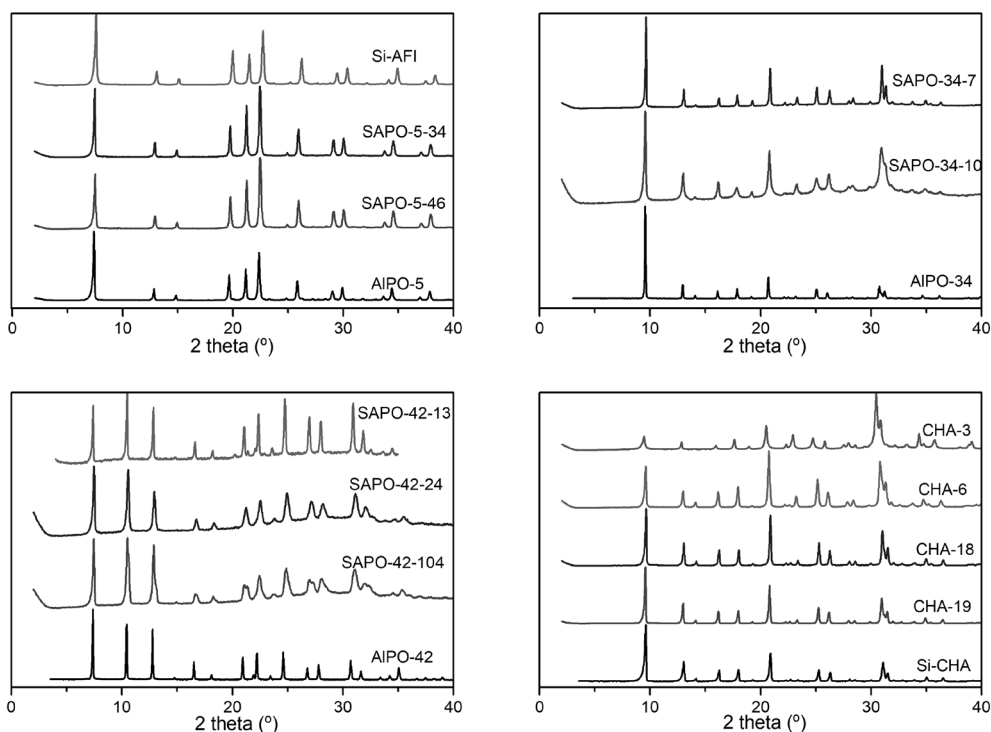 Si-AFI
SAPO-5-34
SAPO-5-46
AlPO-5
0 10 20 30 40
2 theta (º)
SAPO-34-7
SAPO-34-10
AlPO-34
0 10 20 30 40
2 theta (º)
SAPO-42-13
SAPO-42-24
SAPO-42-104
AlPO-42
0 10 20 30 40
2 theta (º)
CHA-3
CHA-6
CHA-18
CHA-19
Si-CHA
0 10 20 30 40
2 theta (º)